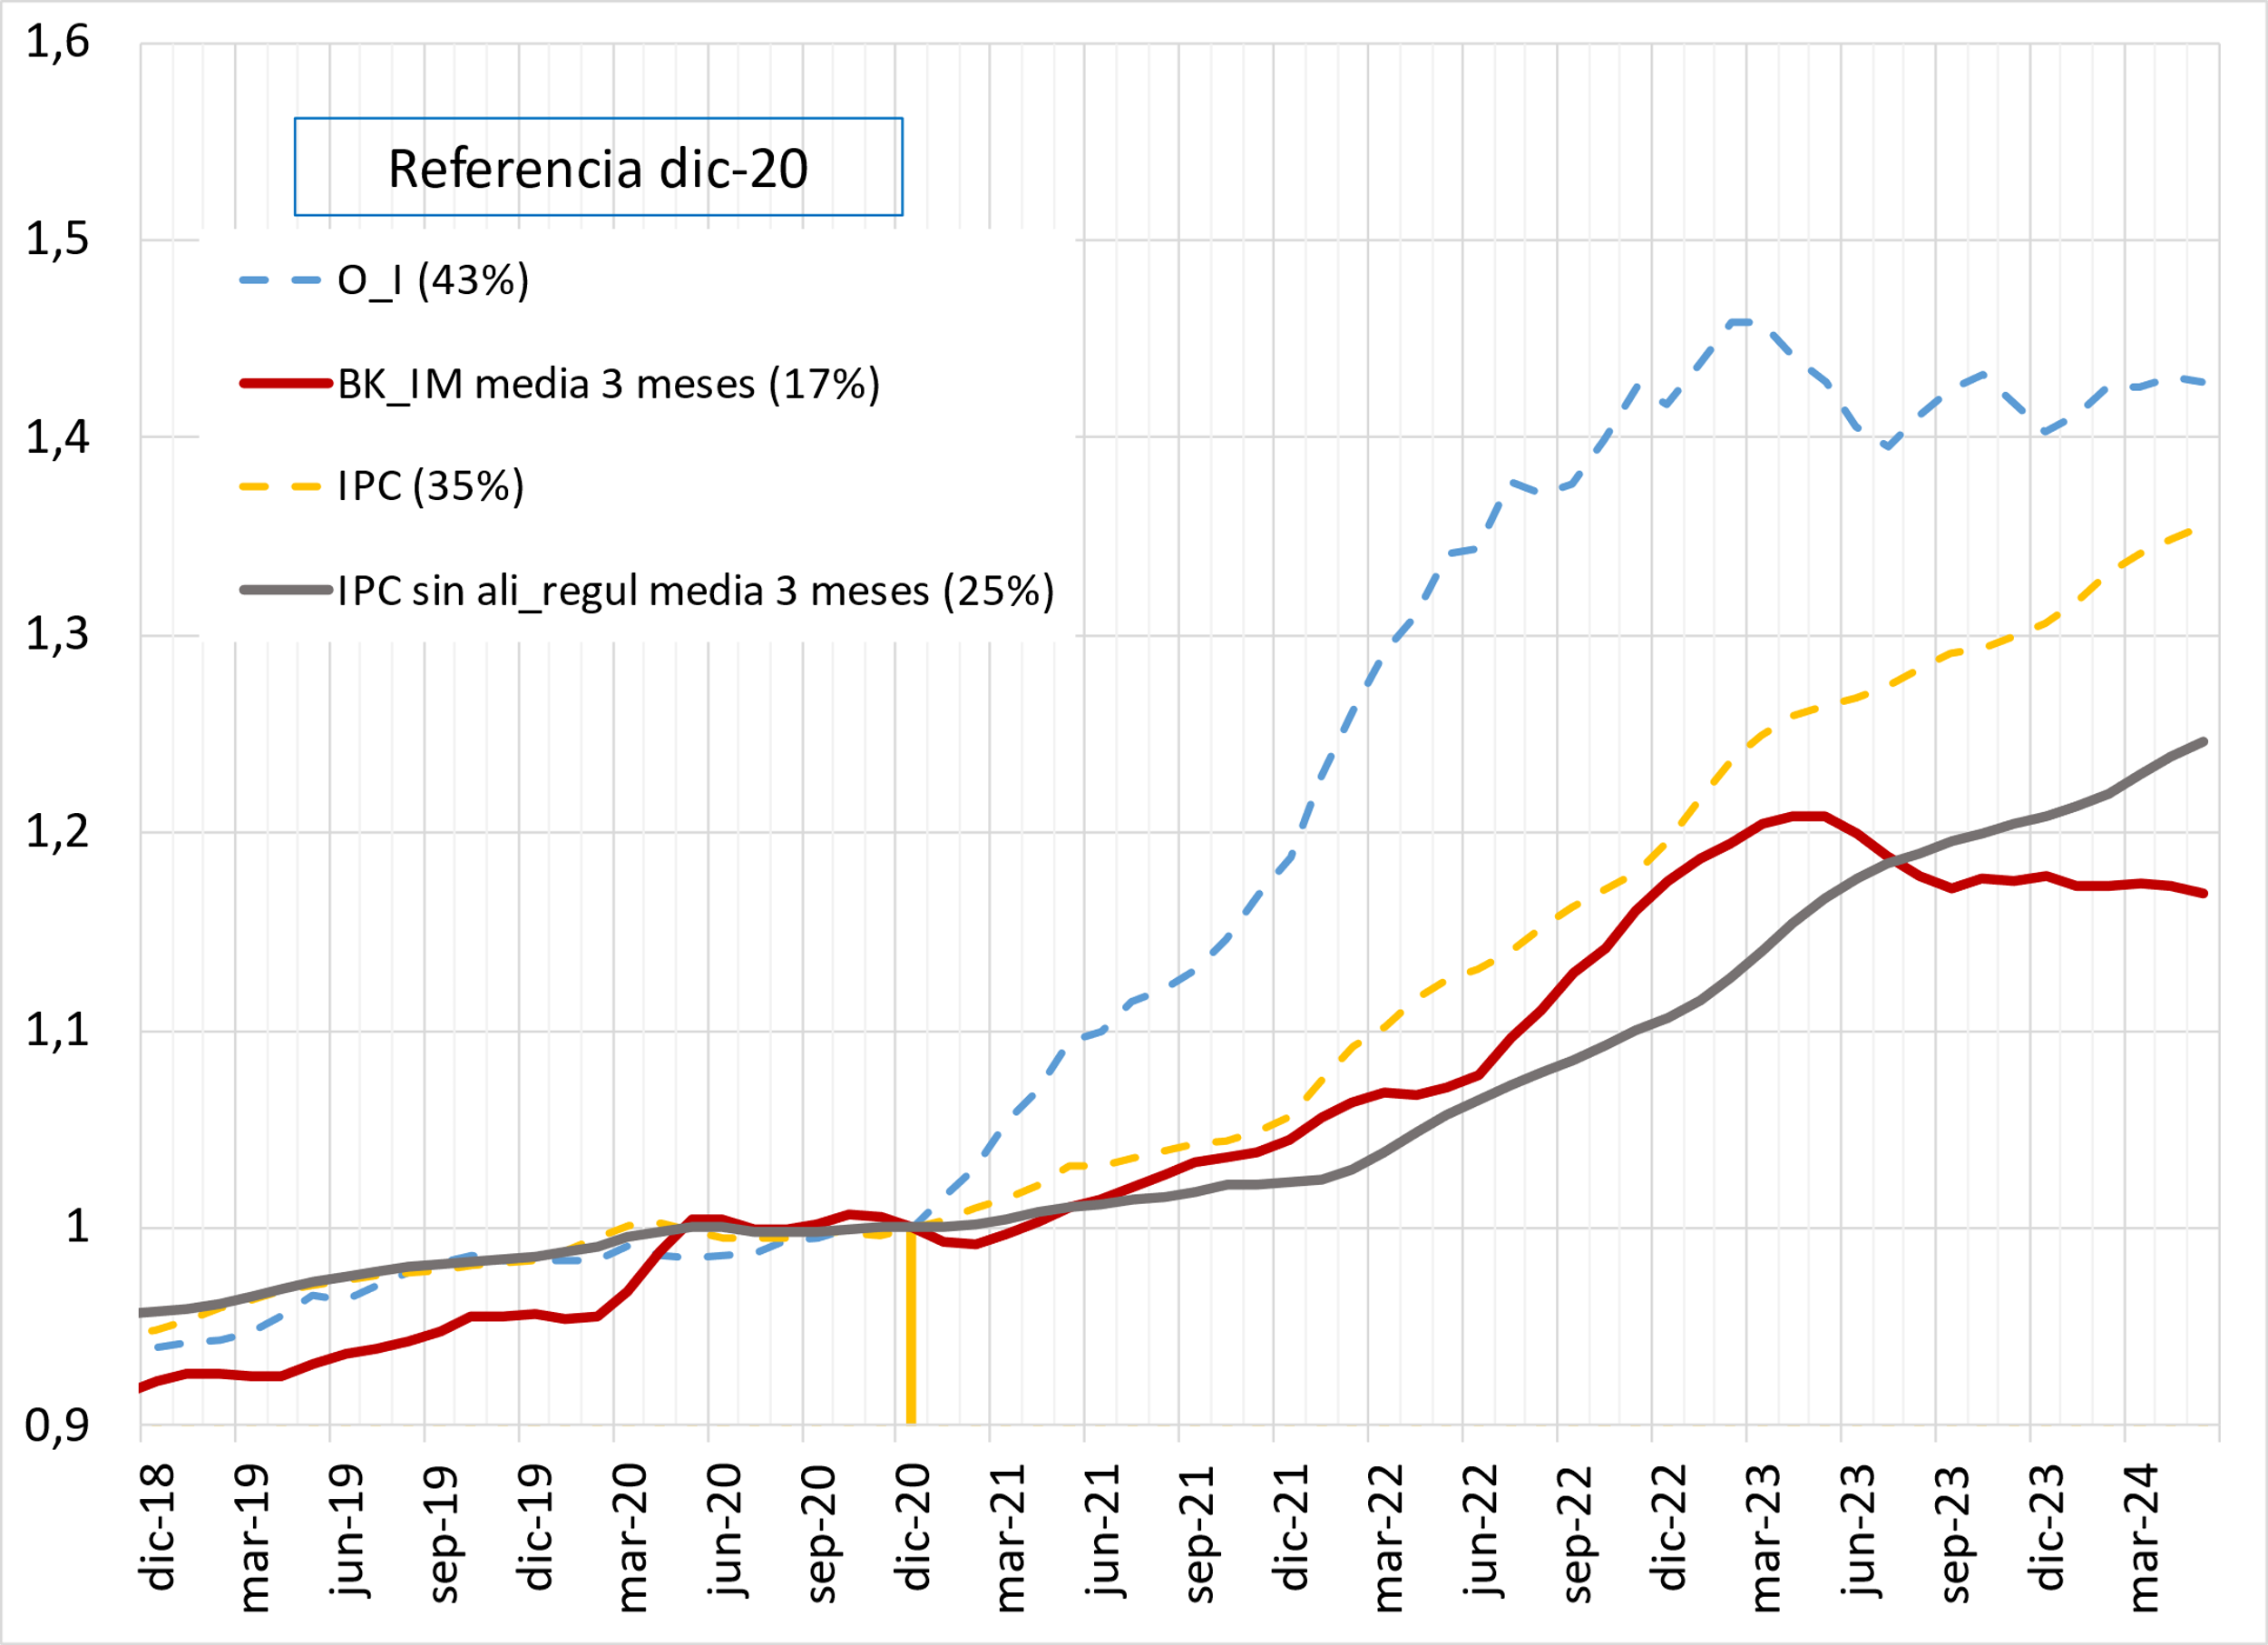 1,6
1,5
1,4
1,3
1,2
1,1
1
0,9
Referencia dic-20
O_I (43%)
BK_IM media 3 meses (17%)
IPC (35%)
IPC sin ali_regul media 3 meses (25%)
dic-18
mar-19
jun-19
sep-19
dic-19
mar-20
jun-20
sep-20
dic-20
mar-21
jun-21
sep-21
dic-21
mar-22
jun-22
sep-22
dic-22
mar-23
jun-23
sep-23
dic-23
mar-24